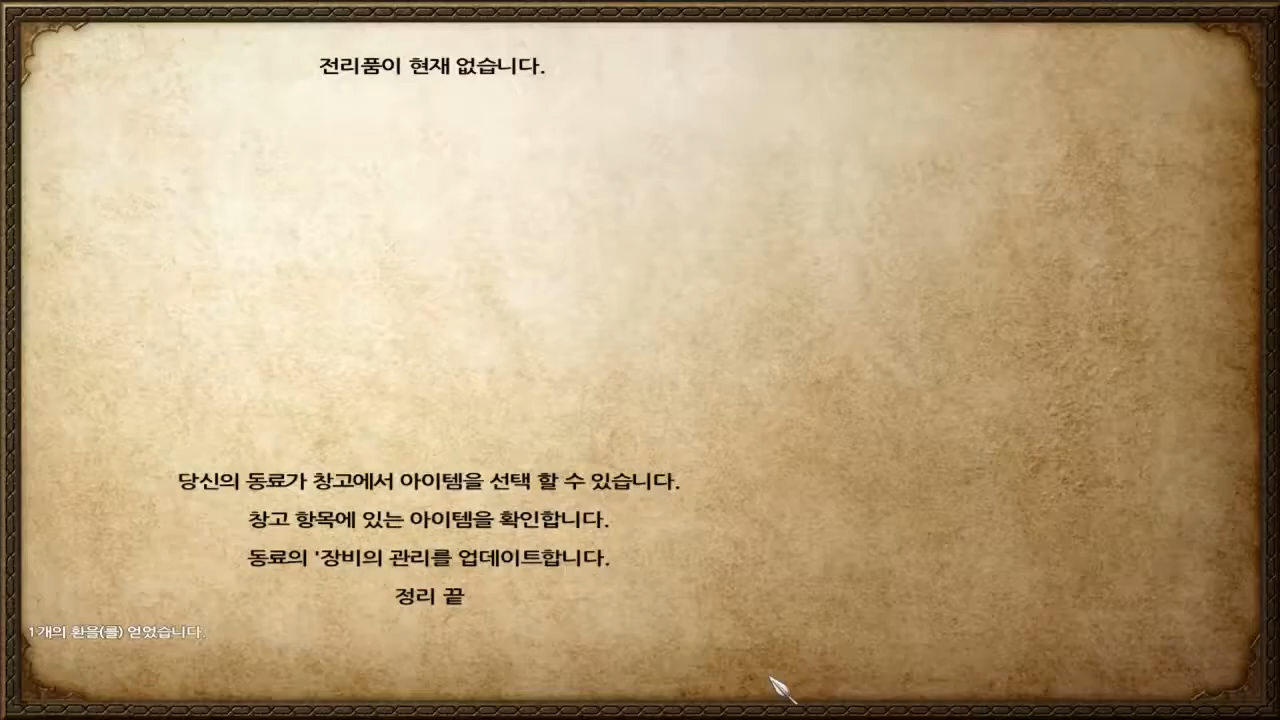 전리품이 현재 없습니다.
당신의 동료가 창고에서 아이템을 선택 할 수 있습니다.
창고 항목에 있는 아이템을 확인합니다.
동료의 '장비의 관리를 업데이트합니다.
정리 끝
1개의 환을(를) 얻었습니다.